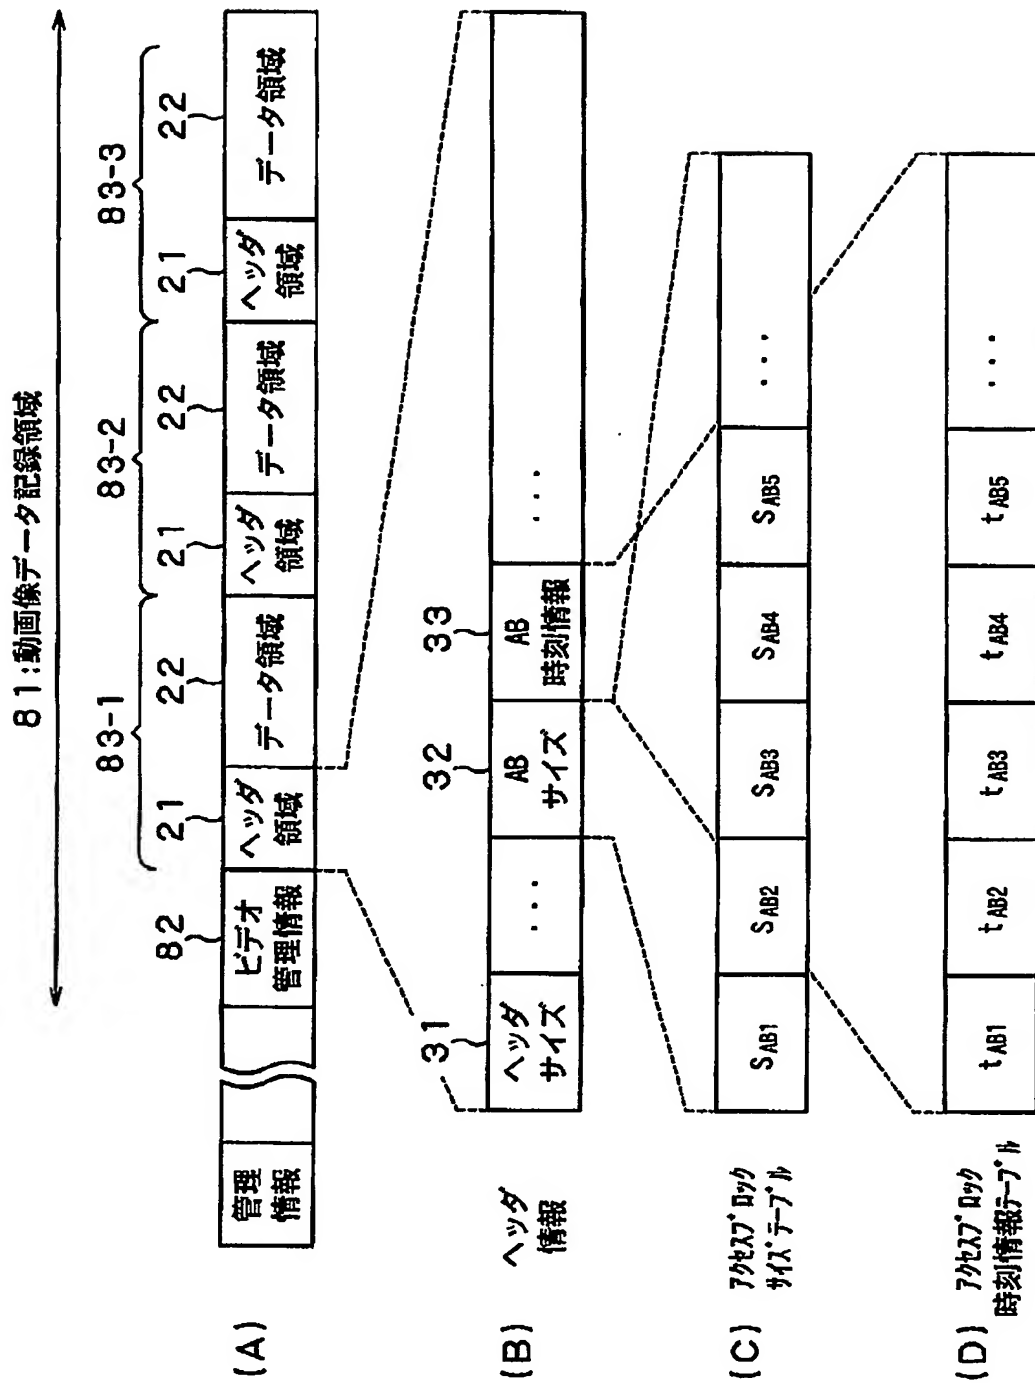 81:動画像データ記録領域
83-1
83-2
83-3
82
21
22
21
22
21
22
(A)
管理
情報
ビデオ
管理情報
ヘッダ
領域
データ領域
ヘッダ
領域
データ領域
ヘッダ
領域
データ領域
31
32
33
(B)
ヘッダ
情報
ヘッダ
サイズ
...
AB
サイズ
AB
時刻情報
...
(C)
アクセスブロック
サイズテーブル
SAB1
SAB2
SAB3
SAB4
SAB5
...
(D)
アクセスブロック
時刻情報テーブル
tAB1
tAB2
tAB3
tAB4
tAB5
...